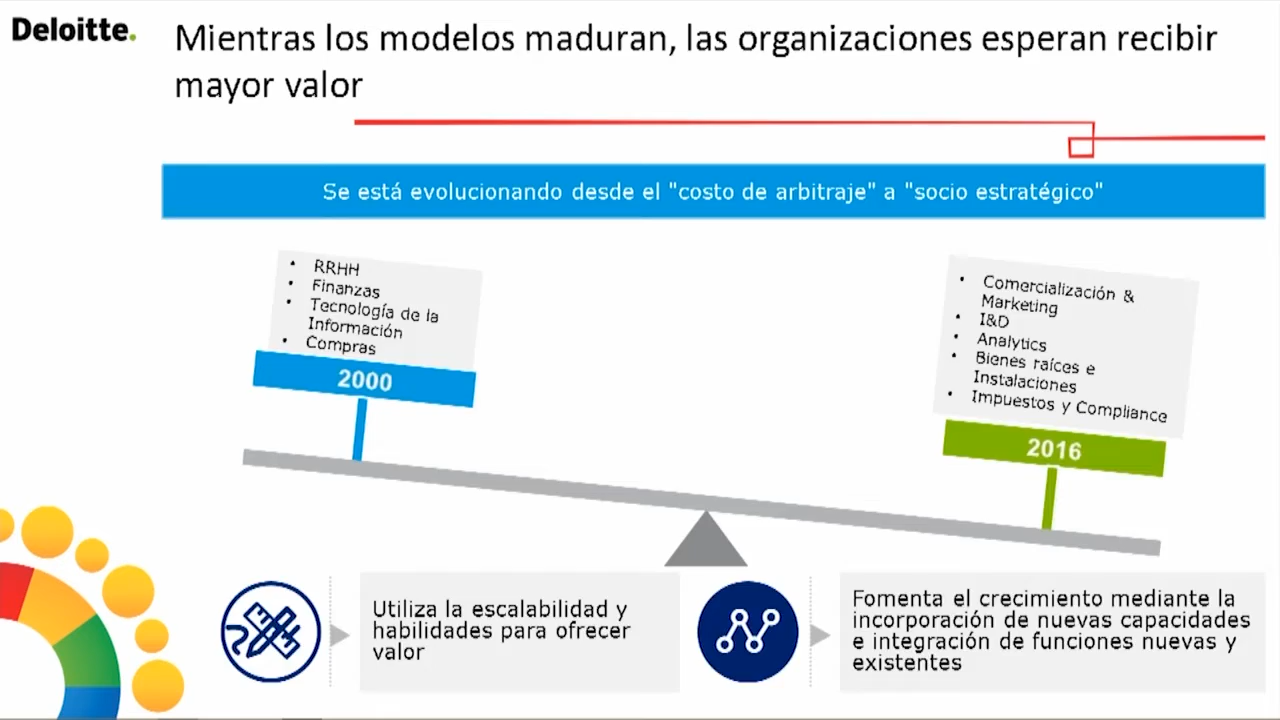 Deloitte.
Mientras los modelos maduran, las organizaciones esperan recibir
mayor valor
Se está evolucionando desde el "costo de arbitraje" a "socio estratégico"
• RRHH
• Finanzas
• Tecnología de la
Información
• Compras
2000
• Comercialización &
Marketing
• I&D
• Analytics
• Bienes raíces e
Instalaciones
• Impuestos y Compliance
2016
Utiliza la escalabilidad y
habilidades para ofrecer
valor
Fomenta el crecimiento mediante la
incorporación de nuevas capacidades
e integración de funciones nuevas y
existentes